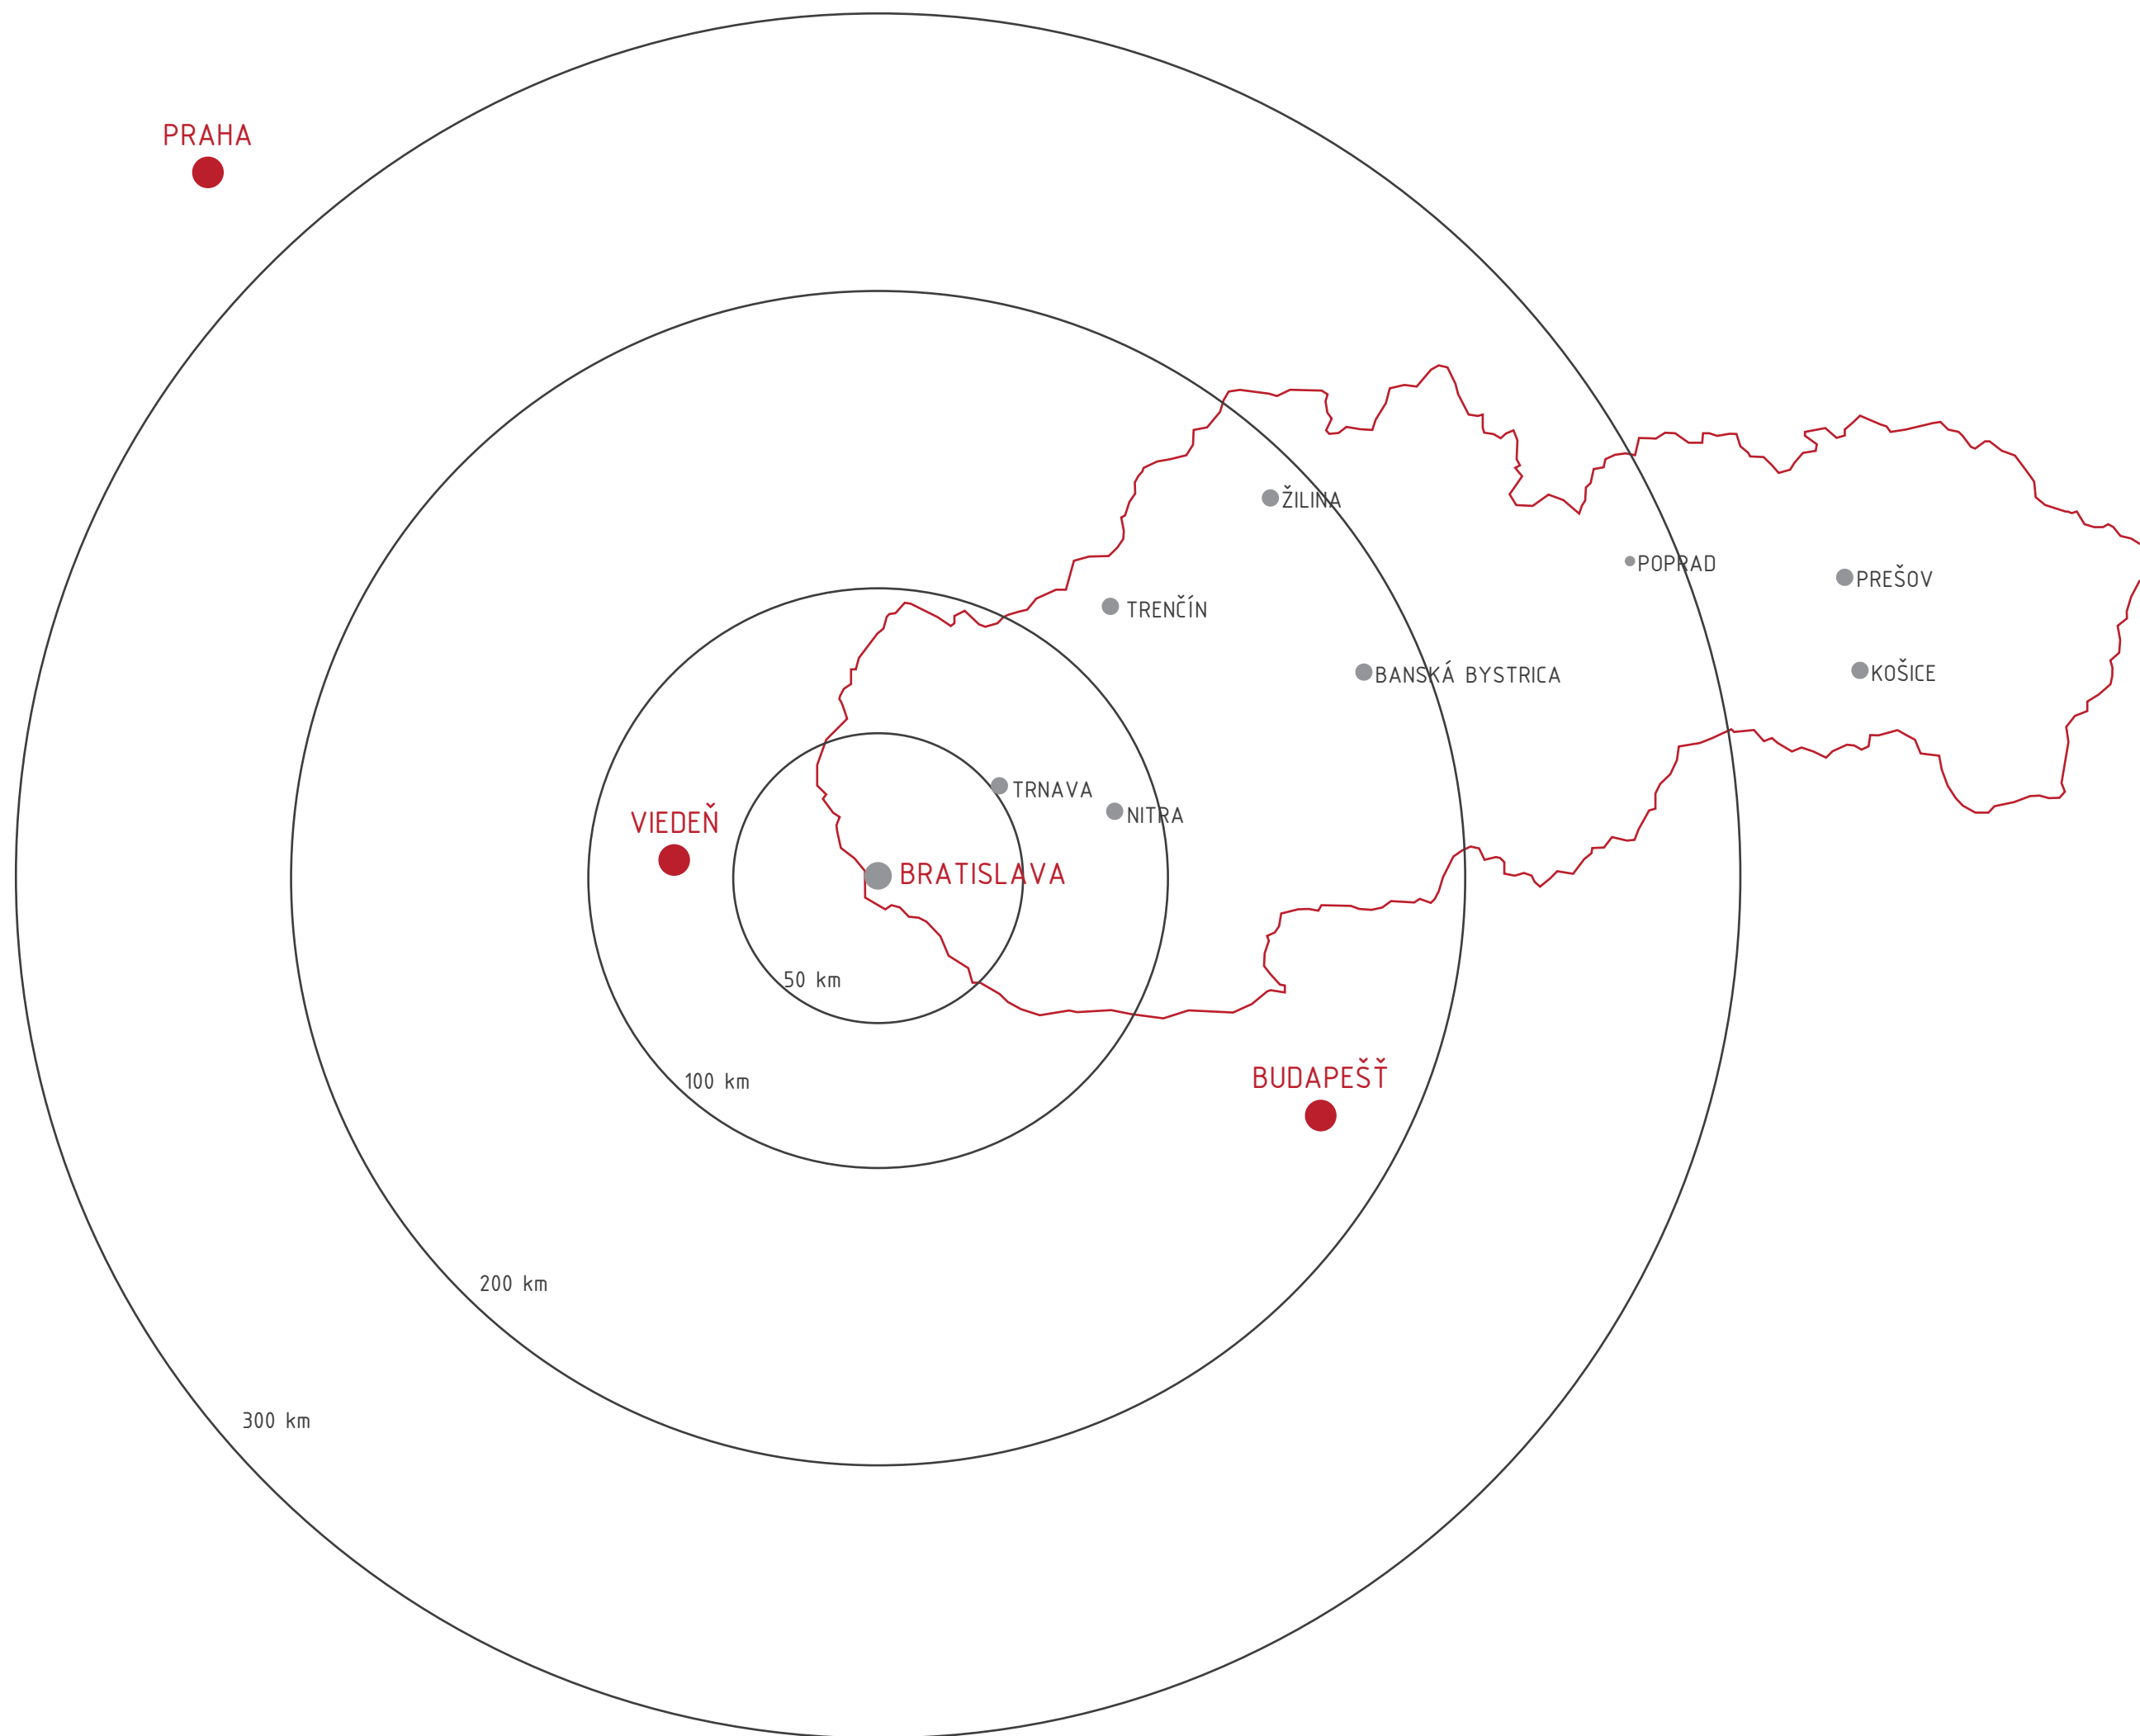 PRAHA
ŽILINA
POPRAD
PREŠOV
TRENČÍN
BANSKÁ BYSTRICA
KOŠICE
TRNAVA
NITRA
VIEDEŇ
BRATISLAVA
50 km
BUDAPEŠŤ
100 km
200 km
300 km